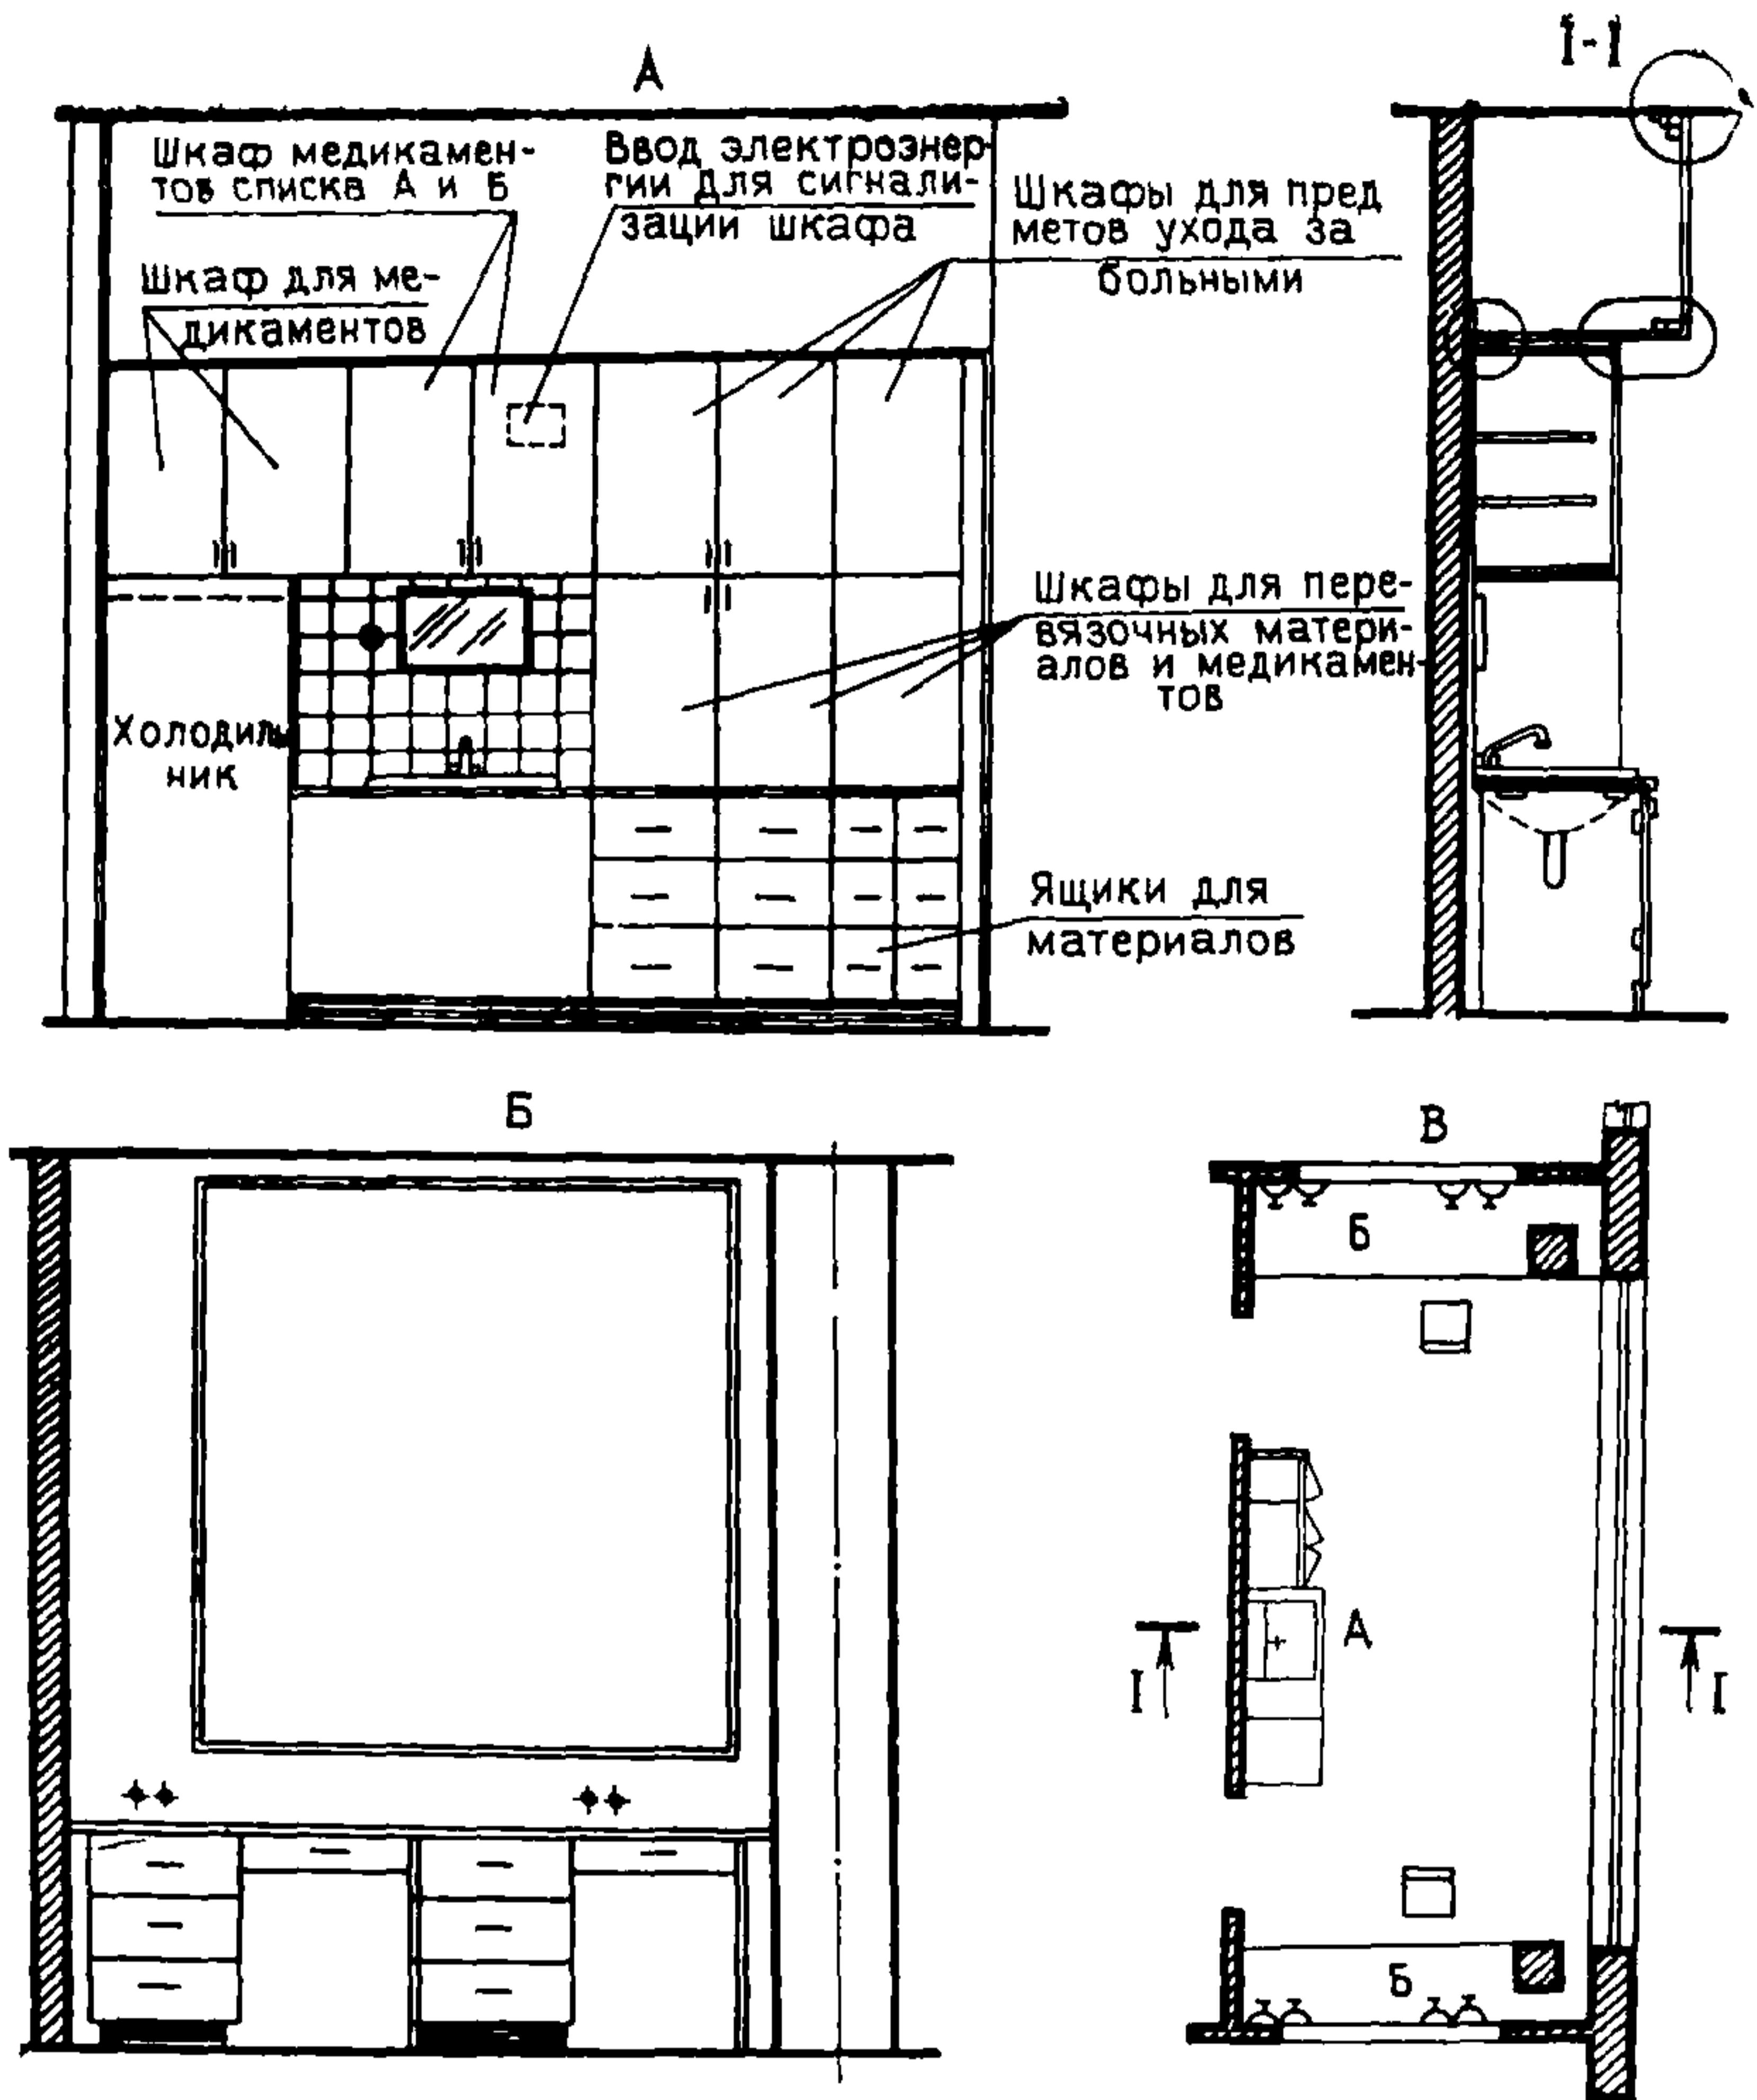 А
I-I
Шкаф медикамен-
тов списка А и Б
Ввод электроэнер-
гии для сигнали-
зации шкафа
Шкафы для пред
метов ухода за
больными
Шкаф для ме-
дикаментов
Шкафы для пере-
вязочных матери-
алов и медикамен-
тов
Холодиль
ник
Ящики для
материалов
Б
В
Б
А
I
I
Б